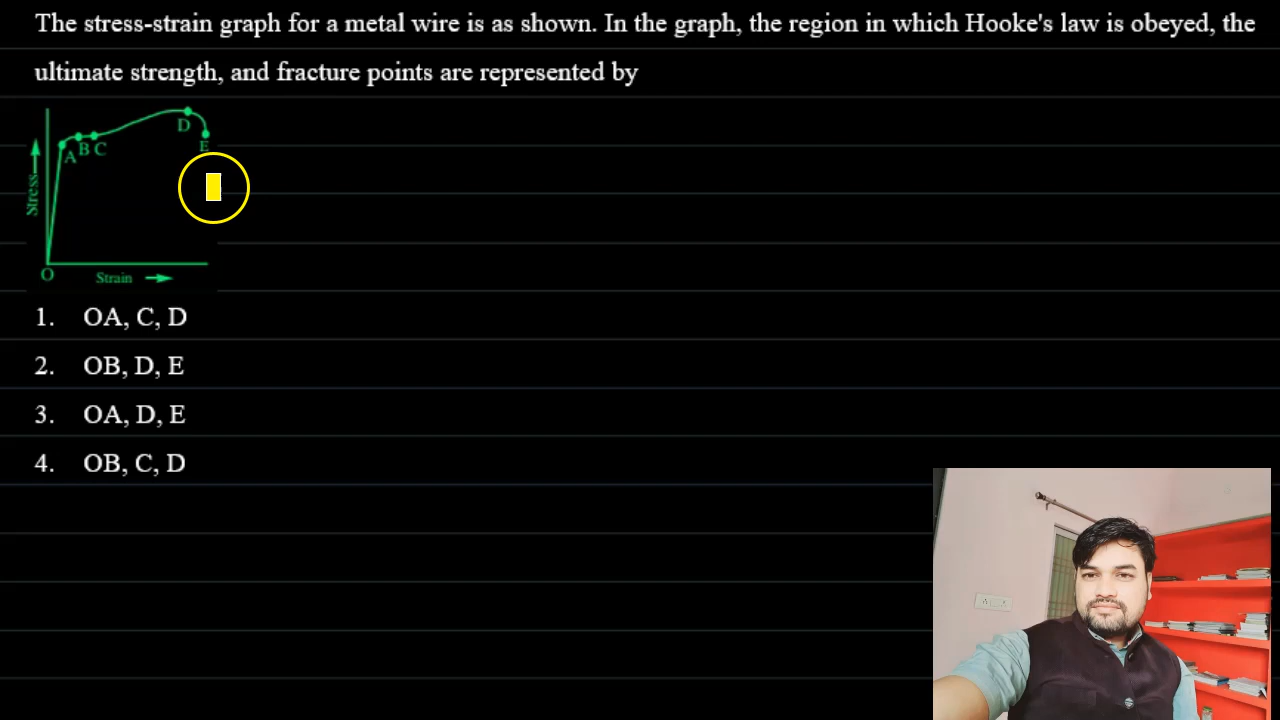 The stress-strain graph for a metal wire is as shown. In the graph, the region in which Hooke's law is obeyed, the
ultimate strength, and fracture points are represented by
D
A B C
E
Stress
O
Strain
1. OA, C, D
2. OB, D, E
3. OA, D, E
4. OB, C, D